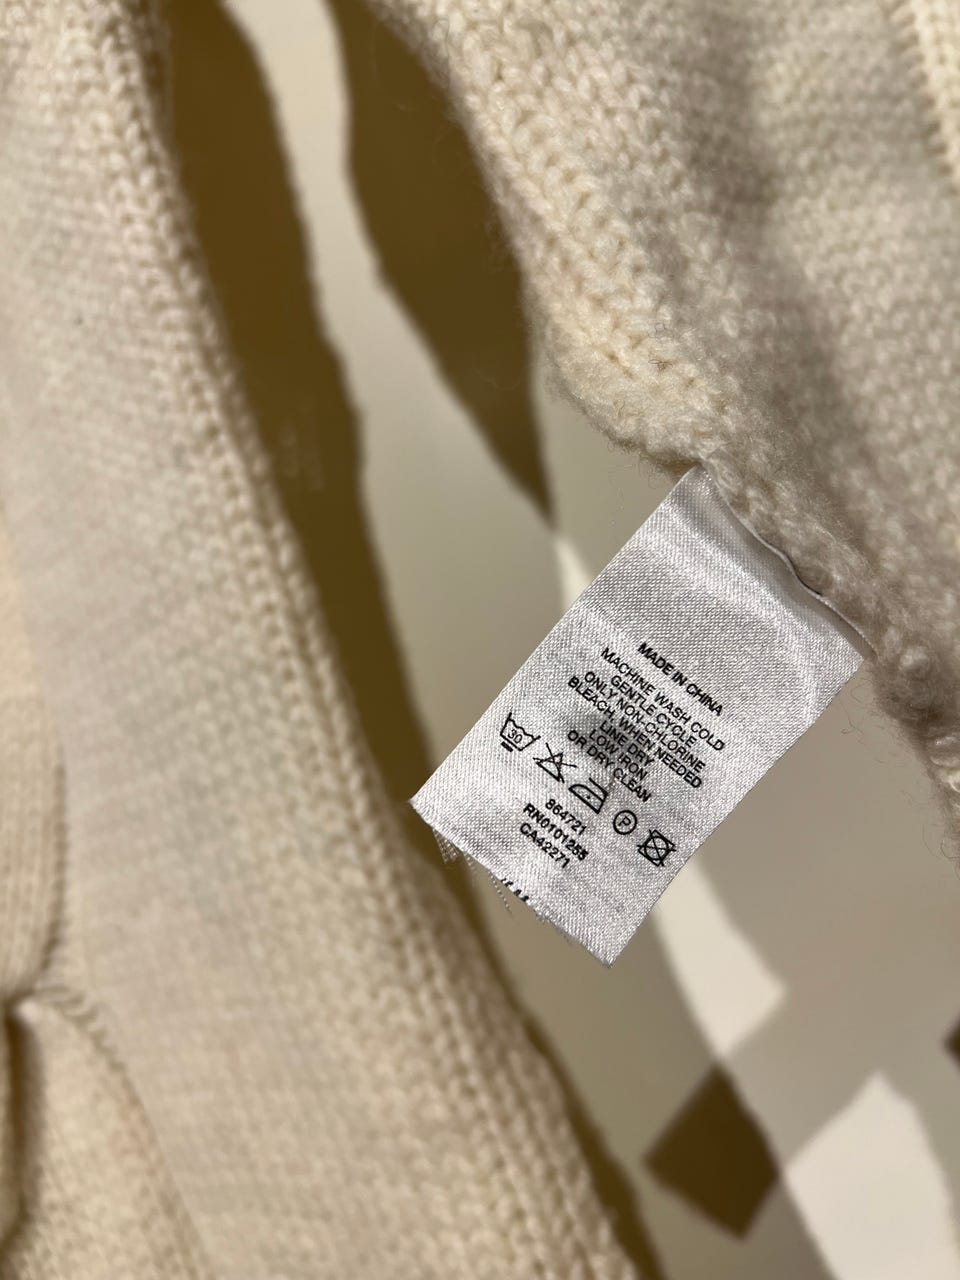 MADE IN CHINA
MACHINE WASH COLD
GENTLE CYCLE
ONLY NON-CHLORINE
BLEACH, WHEN NEEDED
LINE DRY
LOW IRON
OR DRY CLEAN
30
P
864721
RN0101255
CA42271